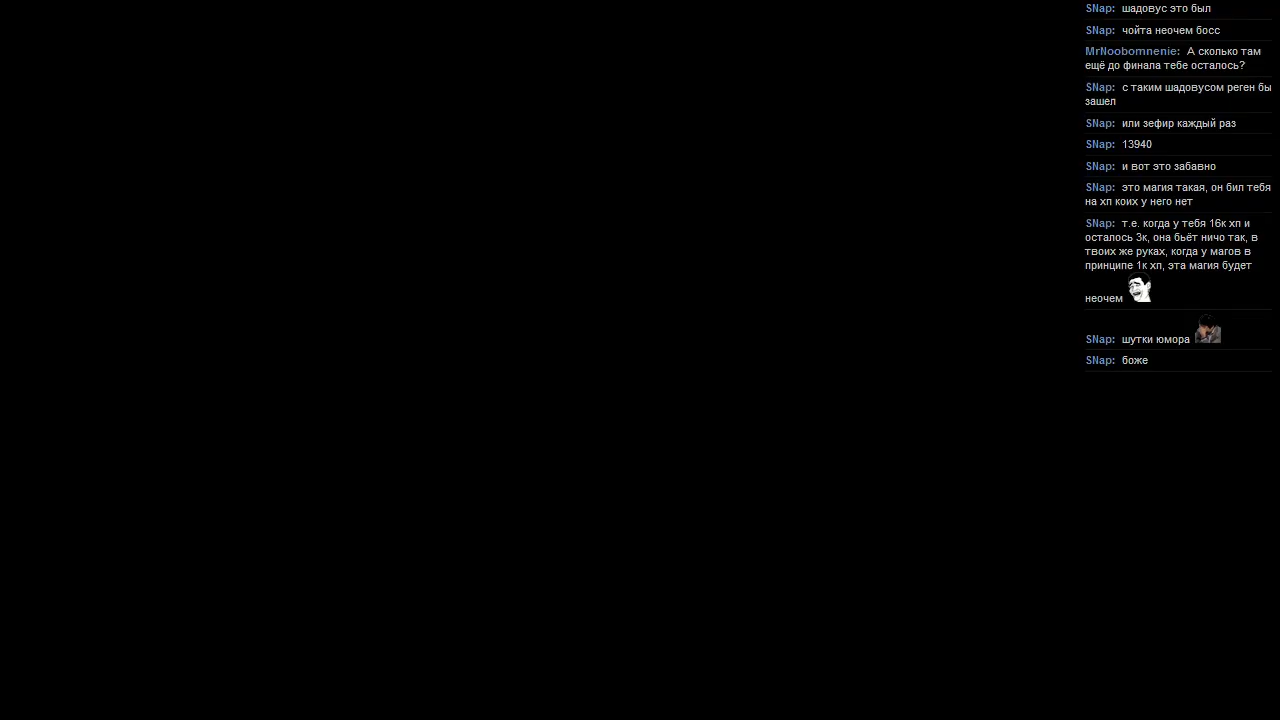 SNap: шадовус это был
SNap: чойта неочем босс
MrNoobomnenie: А сколько там
ещё до финала тебе осталось?
SNap: с таким шадовусом реген бы
зашел
SNap: или зефир каждый раз
SNap: 13940
SNap: и вот это забавно
SNap: это магия такая, он бил тебя
на хп коих у него нет
SNap: т.е. когда у тебя 16к хп и
осталось 3к, она бьёт ничо так, в
твоих же руках, когда у магов в
принципе 1к хп, эта магия будет
неочем
SNap: шутки юмора
SNap: боже